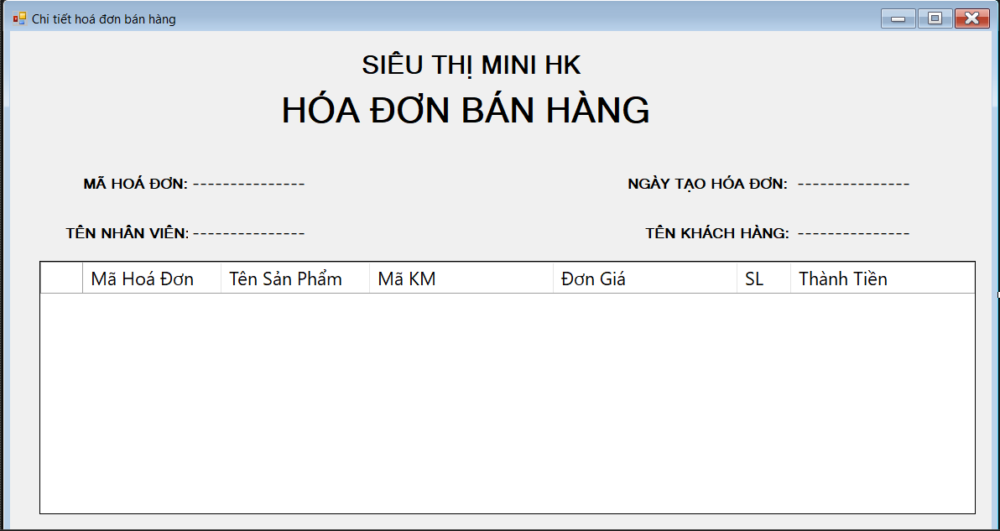 Chi tiết hoá đơn bán hàng
SIÊU THỊ MINI HK
HÓA ĐƠN BÁN HÀNG
MÃ HOÁ ĐƠN: --------------- NGÀY TẠO HÓA ĐƠN: ---------------
TÊN NHÂN VIÊN: --------------- TÊN KHÁCH HÀNG: ---------------
Mã Hoá Đơn Tên Sản Phẩm Mã KM Đơn Giá SL Thành Tiền